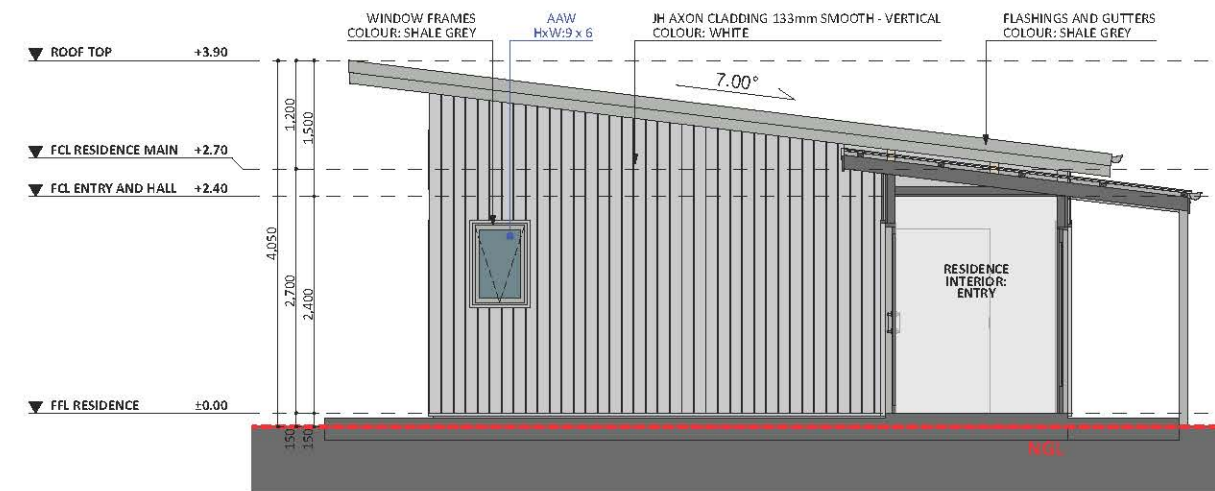 WINDOW FRAMES
COLOUR: SHALE GREY
AAW
HxW:9 x 6
JH AXON CLADDING 133mm SMOOTH - VERTICAL
COLOUR: WHITE
FLASHINGS AND GUTTERS
COLOUR: SHALE GREY
ROOF TOP +3.90
7.00°
1,200
1,500
FCL RESIDENCE MAIN +2.70
FCL ENTRY AND HALL +2.40
4,050
2,700
2,400
RESIDENCE
INTERIOR:
ENTRY
FFL RESIDENCE ±0.00
150
150
NGL